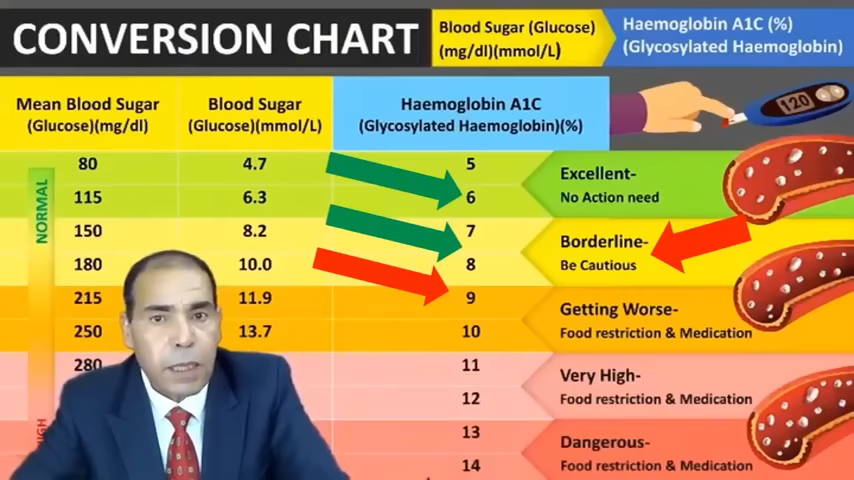 CONVERSION CHART
Blood Sugar (Glucose)
(mg/dl)(mmol/L)
Haemoglobin A1C (%)
(Glycosylated Haemoglobin)
Mean Blood Sugar
(Glucose)(mg/dl)
Blood Sugar
(Glucose)(mmol/L)
Haemoglobin A1C
(Glycosylated Haemoglobin)(%)
120
NORMAL
80 4.7 5
115 6.3 6
Excellent-
No Action need
150 8.2 7
180 10.0 8
Borderline-
Be Cautious
215 11.9 9
250 13.7 10
Getting Worse-
Food restriction & Medication
280 11
12
Very High-
Food restriction & Medication
13
14
Dangerous-
Food restriction & Medication